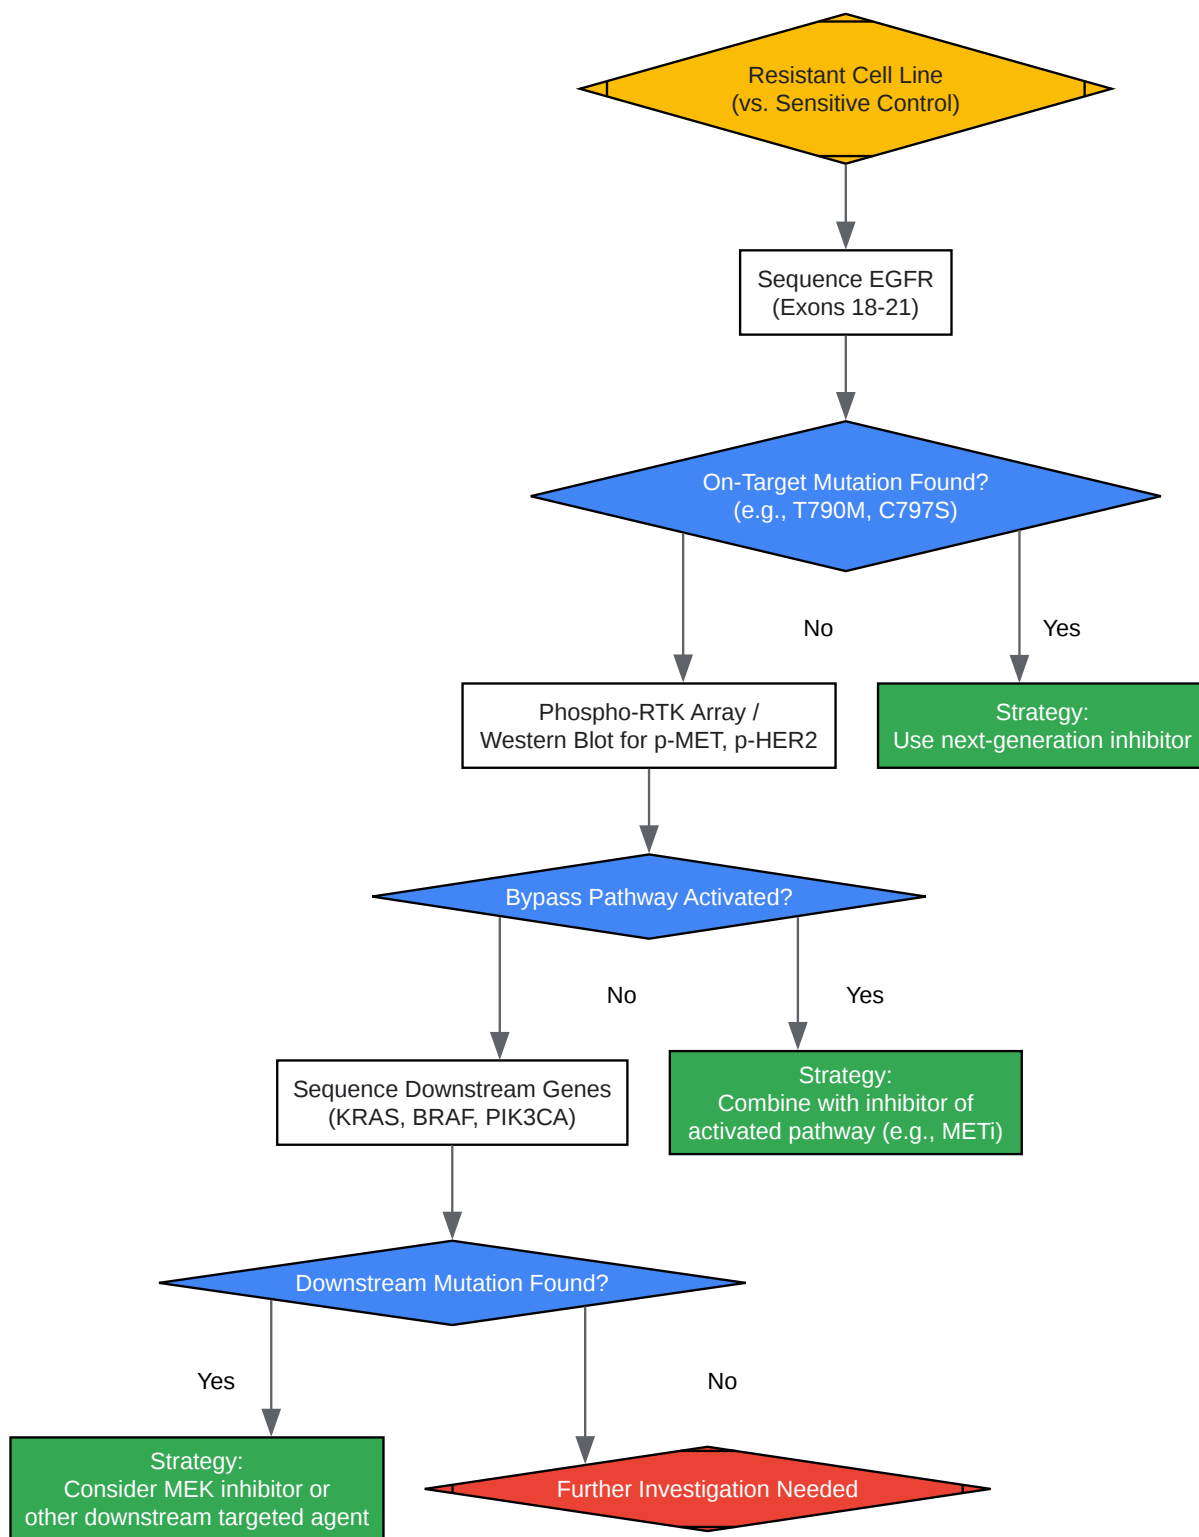 Resistant Cell Line
(vs. Sensitive Control)
Sequence EGFR
(Exons 18-21)
On-Target Mutation Found?
(e.g., T790M, C797S)
No
Yes
Phospho-RTK Array /
Western Blot for p-MET, p-HER2
Strategy:
Use next-generation inhibitor
Bypass Pathway Activated?
No
Yes
Sequence Downstream Genes
(KRAS, BRAF, PIK3CA)
Strategy:
Combine with inhibitor of
activated pathway (e.g., METi)
Downstream Mutation Found?
Yes
No
Strategy:
Consider MEK inhibitor or
other downstream targeted agent
Further Investigation Needed